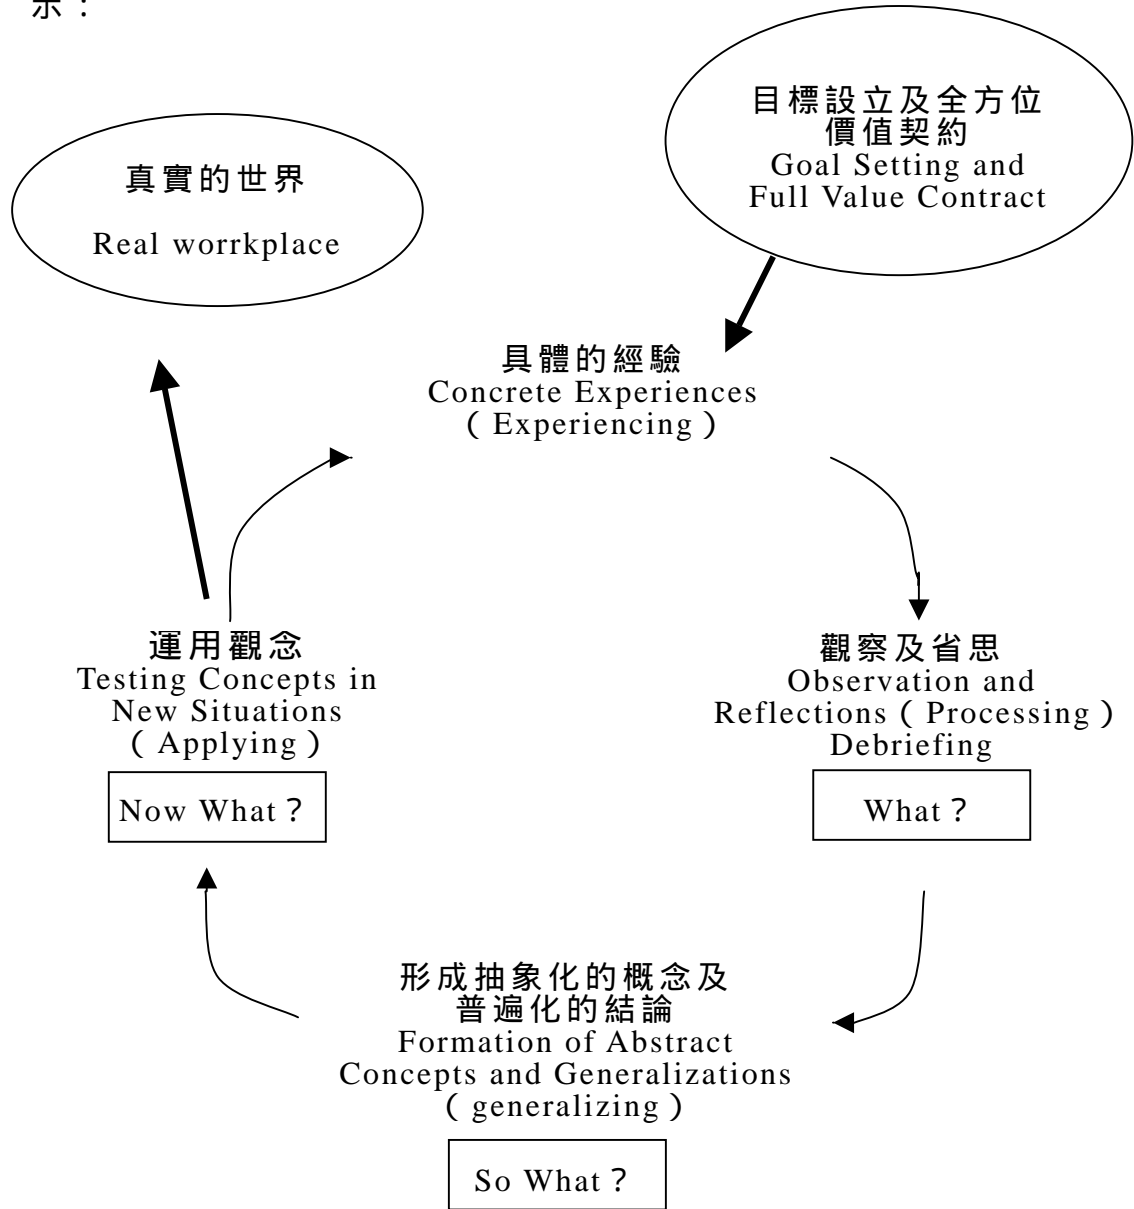 示：
目標設立及全方位
價值契約
Goal Setting and
Full Value Contract
真實的世界
Real worrkplace
具體的經驗
Concrete Experiences
（Experiencing）
運用觀念
Testing Concepts in
New Situations
（Applying）
Now What？
觀察及省思
Observation and
Reflections（Processing）
Debriefing
What？
形成抽象化的概念及
普遍化的結論
Formation of Abstract
Concepts and Generalizations
（generalizing）
So What？